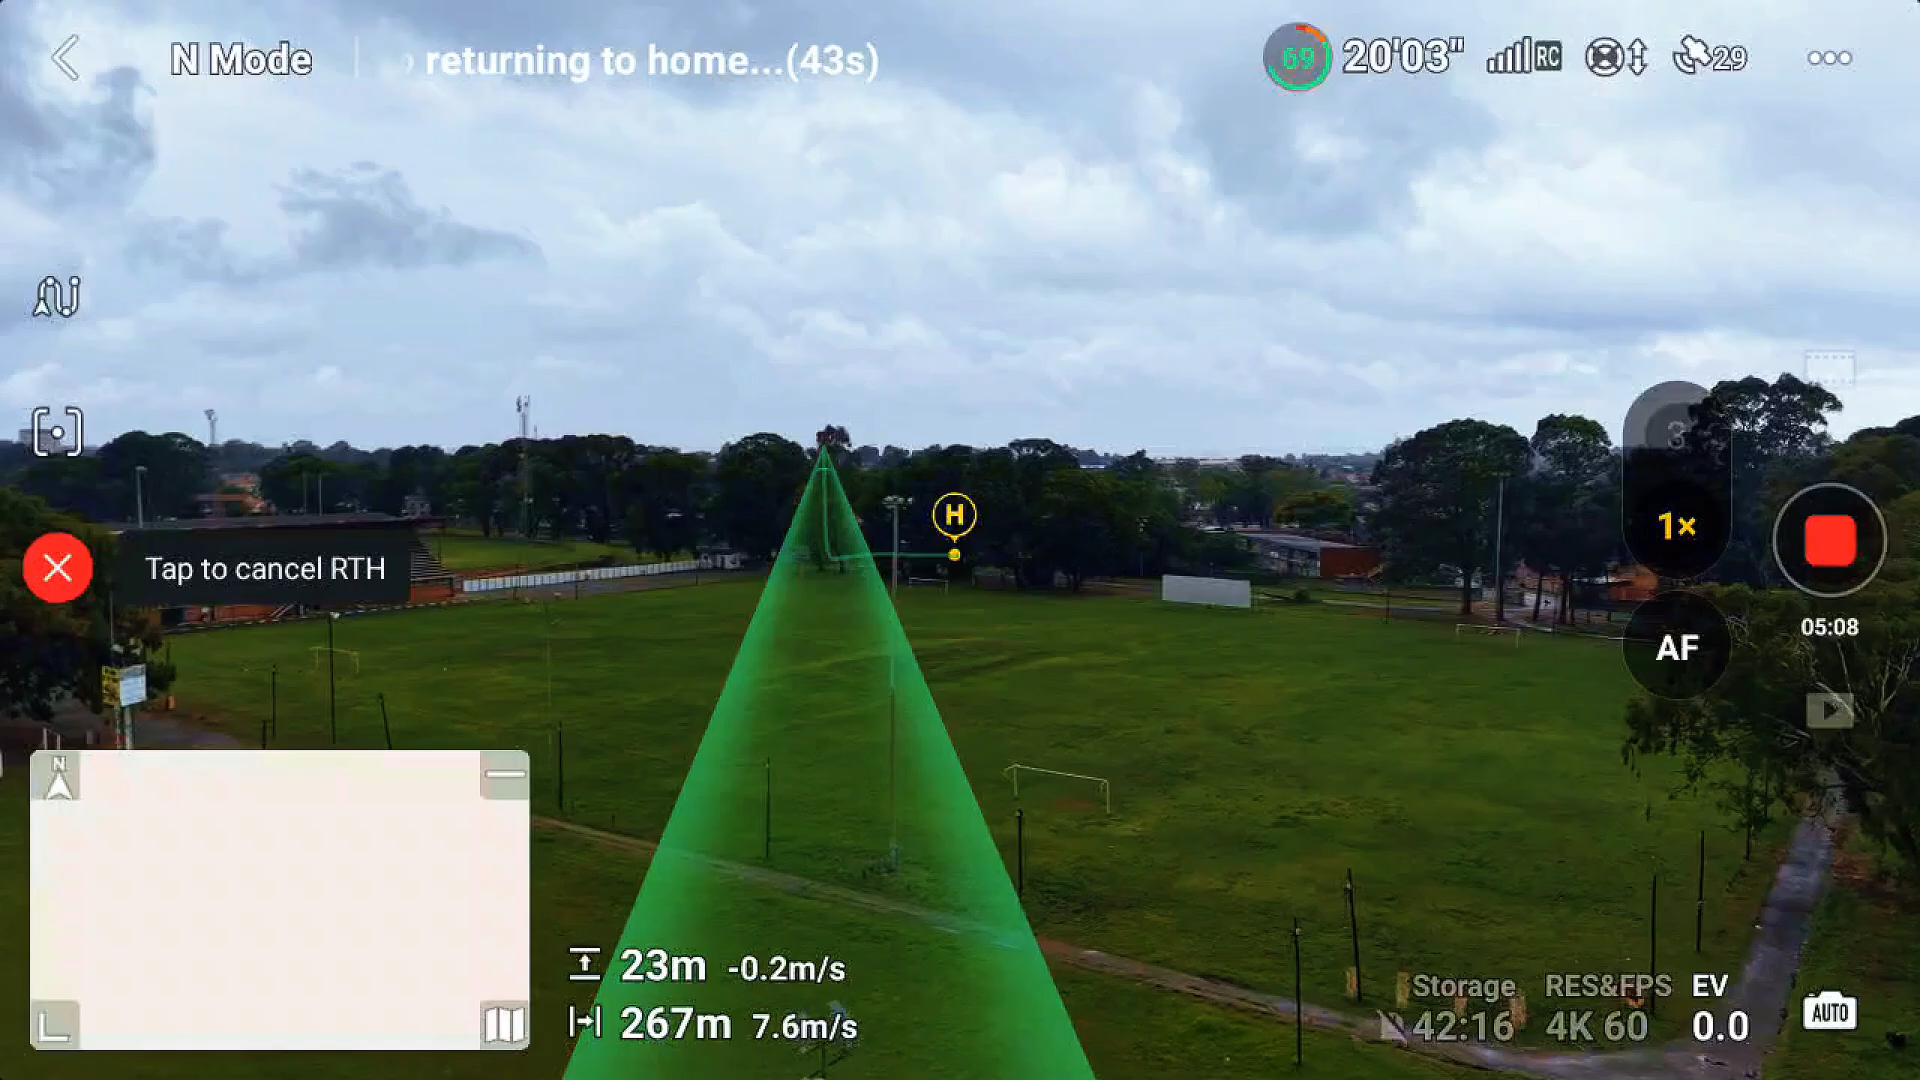 N Mode
returning to home...(43s)
69
20'03"
RC
29
H
Tap to cancel RTH
3
1×
05:08
AF
N
23m -0.2m/s
267m 7.6m/s
Storage RES&FPS EV
42:16 4K 60 0.0
AUTO